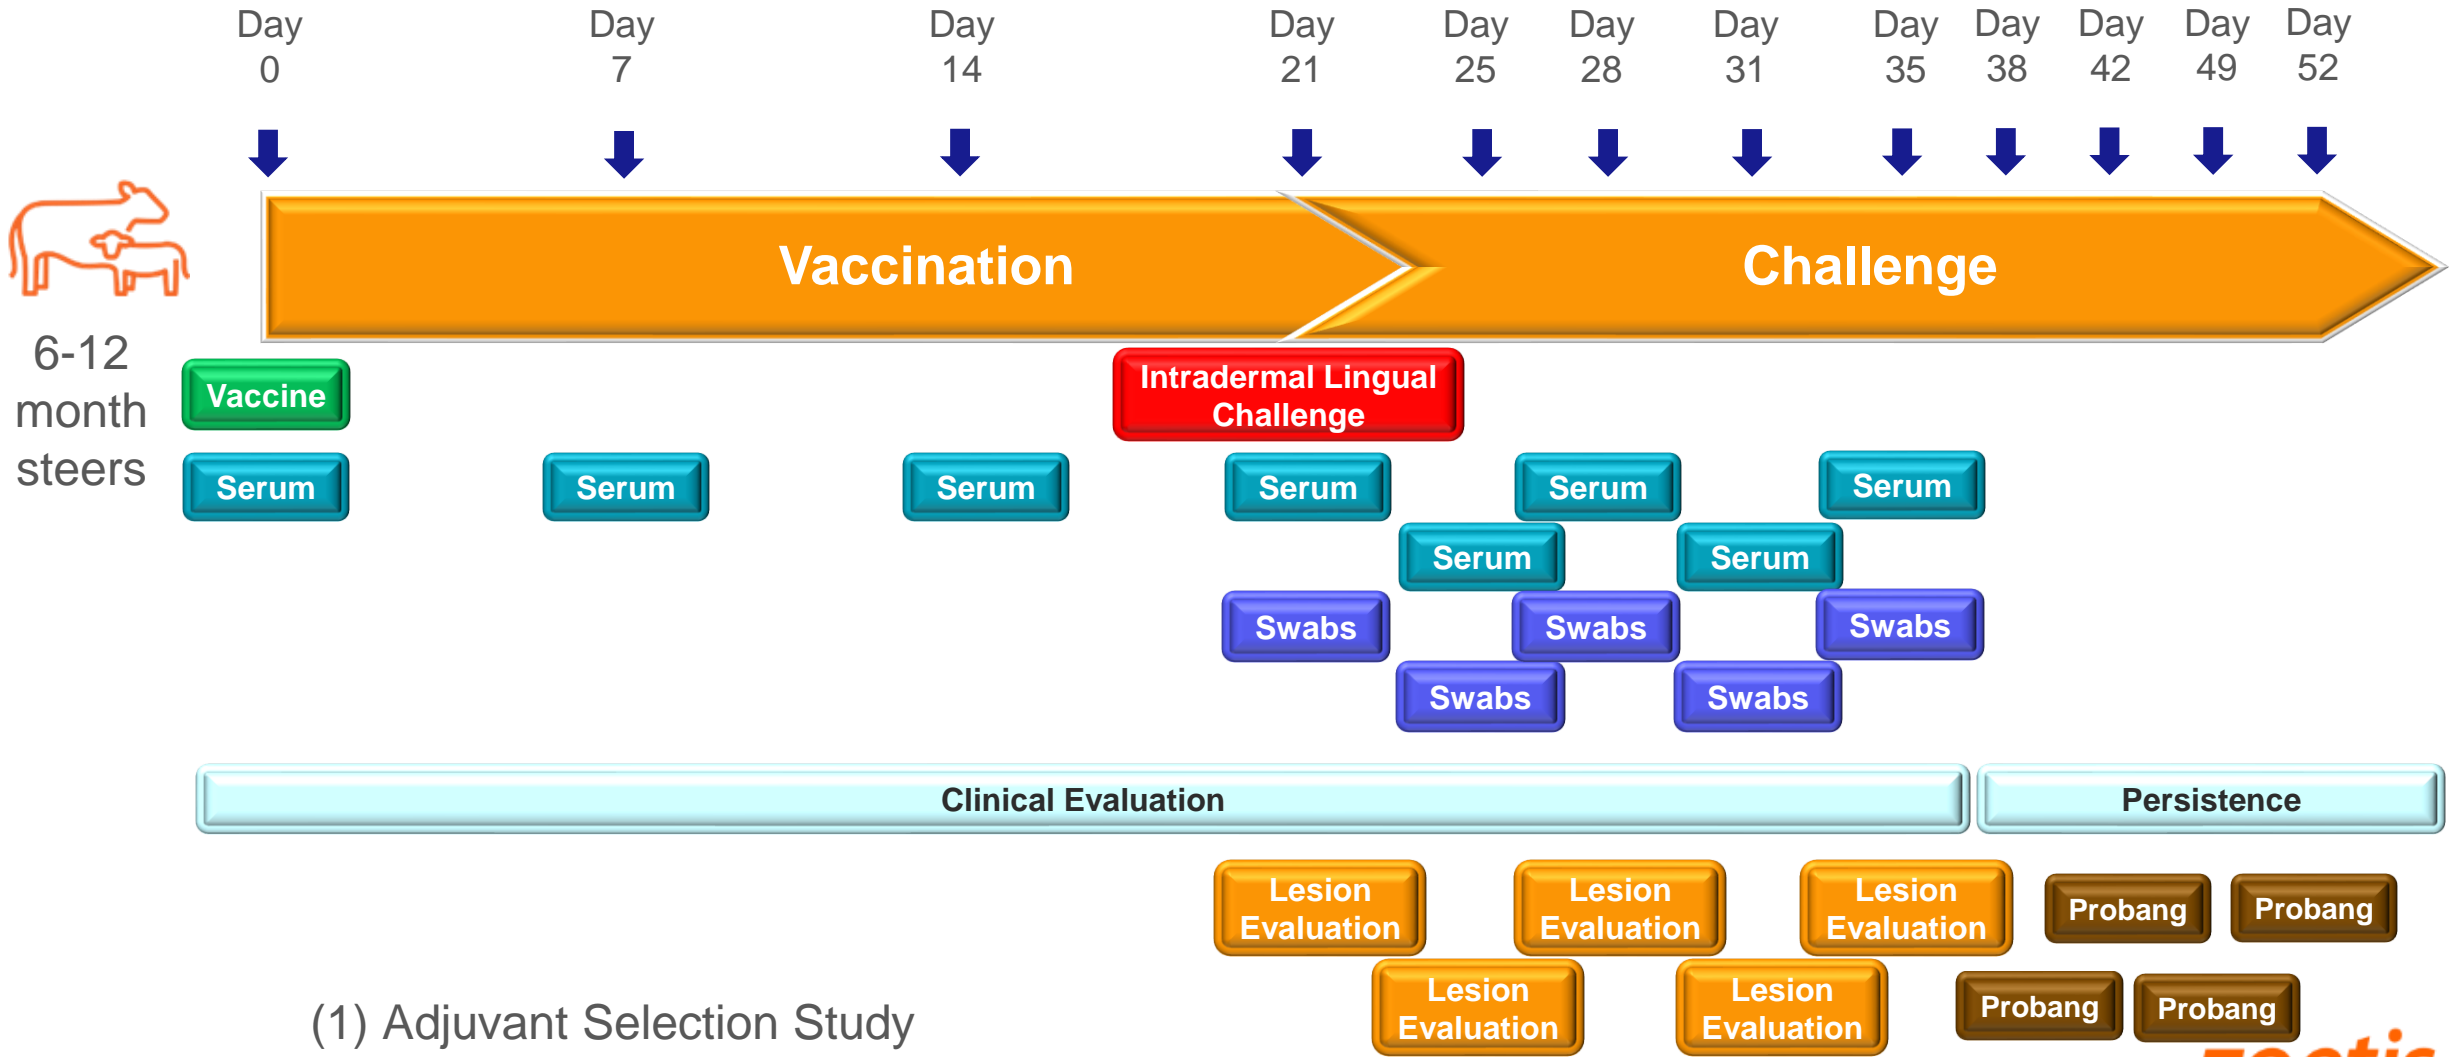 Day 0
Day 7
Day 14
Day 21
Day 25
Day 28
Day 31
Day 35
Day 38
Day 42
Day 49
Day 52
Vaccination
Challenge
6-12
month
steers
Vaccine
Intradermal Lingual
Challenge
Serum
Serum
Serum
Serum
Serum
Serum
Serum
Serum
Swabs
Swabs
Swabs
Swabs
Swabs
Clinical Evaluation
Persistence
Lesion
Evaluation
Lesion
Evaluation
Lesion
Evaluation
Probang
Probang
Lesion
Evaluation
Lesion
Evaluation
Probang
Probang
(1) Adjuvant Selection Study